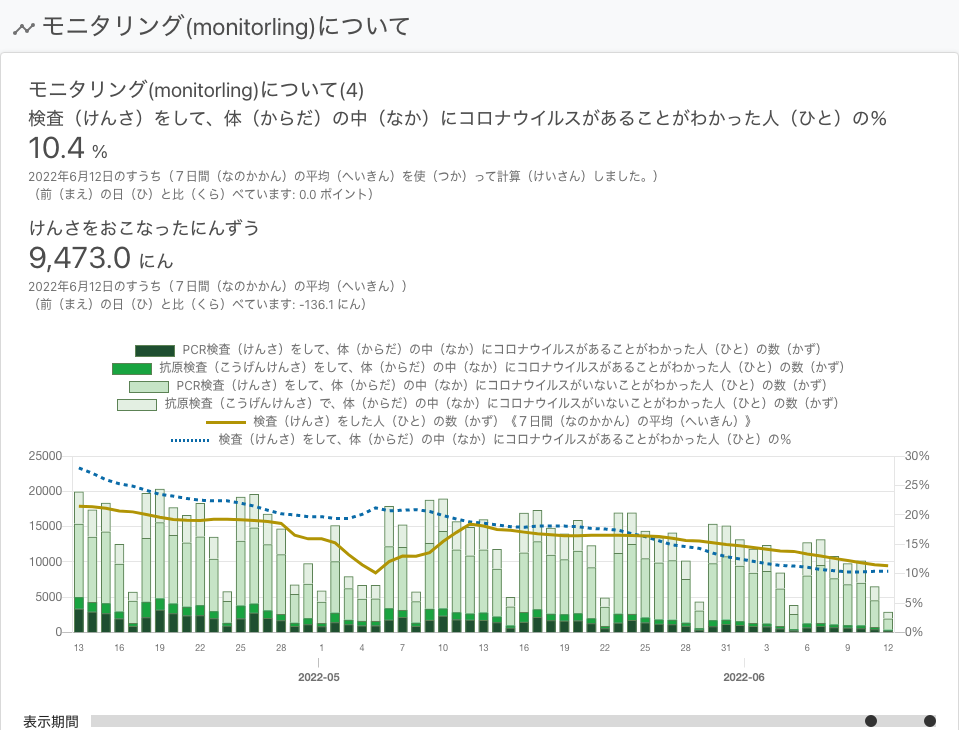 モニタリング(monitorling)について
モニタリング(monitorling)について(4)
検査（けんさ）をして、体（からだ）の中（なか）にコロナウイルスがあることがわかった人（ひと）の%
10.4 %
2022年6月12日のすうち（７日間（なのかかん）の平均（へいきん）を使（つか）って計算（けいさん）しました。）
（前（まえ）の日（ひ）と比（くら）べています: 0.0 ポイント）
けんさをおこなったにんずう
9,473.0 にん
2022年6月12日のすうち（７日間（なのかかん）の平均（へいきん））
（前（まえ）の日（ひ）と比（くら）べています: -136.1 にん）
PCR検査（けんさ）をして、体（からだ）の中（なか）にコロナウイルスがあることがわかった人（ひと）の数（かず）
抗原検査（こうげんけんさ）をして、体（からだ）の中（なか）にコロナウイルスがあることがわかった人（ひと）の数（かず）
PCR検査（けんさ）をして、体（からだ）の中（なか）にコロナウイルスがいないことがわかった人（ひと）の数（かず）
抗原検査（こうげんけんさ）で、体（からだ）の中（なか）にコロナウイルスがいないことがわかった人（ひと）の数（かず）
検査（けんさ）をした人（ひと）の数（かず）《７日間（なのかかん）の平均（へいきん）》
検査（けんさ）をして、体（からだ）の中（なか）にコロナウイルスがあることがわかった人（ひと）の%
25000 30%
25%
20000
20%
15000
15%
10000
10%
5000
5%
0 0%
13 16 19 22 25 28 1 4 7 10 13 16 19 22 25 28 31 3 6 9 12
2022-05 2022-06
表示期間